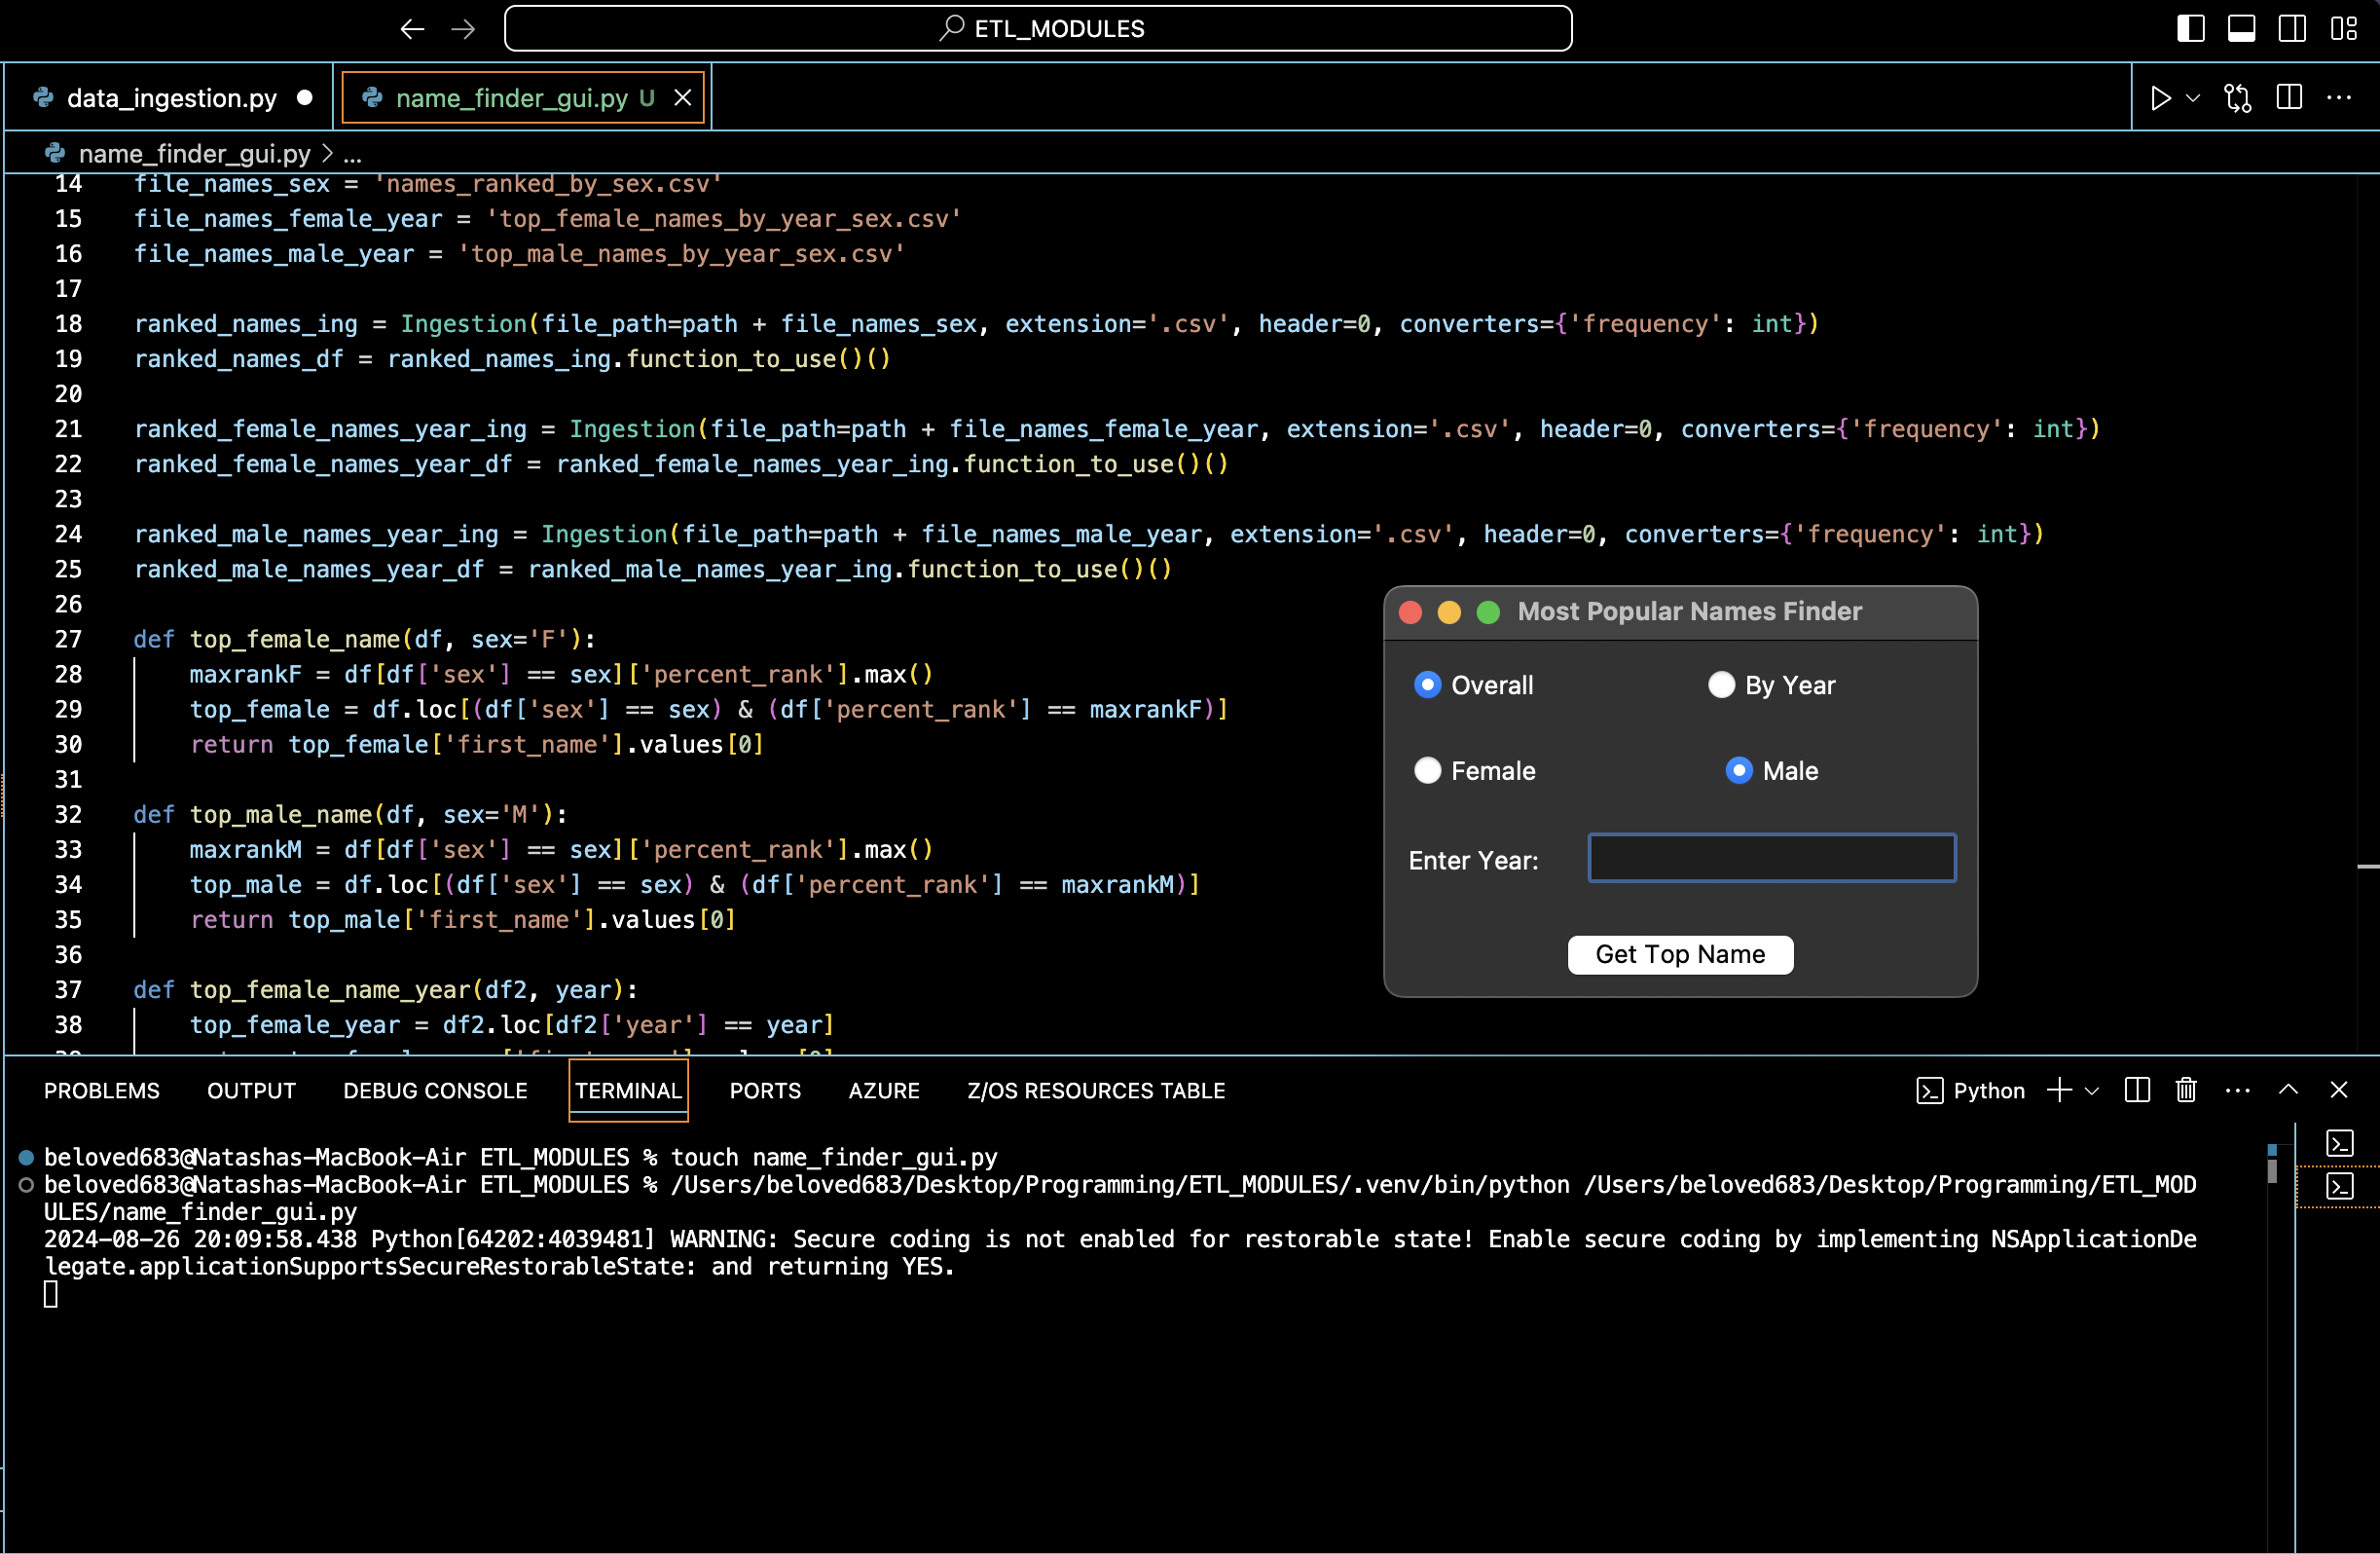 ETL_MODULES
data_ingestion.py
name_finder_gui.py U
name_finder_gui.py > ...
14 file_names_sex = 'names_ranked_by_sex.csv'
15 file_names_female_year = 'top_female_names_by_year_sex.csv'
16 file_names_male_year = 'top_male_names_by_year_sex.csv'
17
18 ranked_names_ing = Ingestion(file_path=path + file_names_sex, extension='.csv', header=0, converters={'frequency': int})
19 ranked_names_df = ranked_names_ing.function_to_use()()
20
21 ranked_female_names_year_ing = Ingestion(file_path=path + file_names_female_year, extension='.csv', header=0, converters={'frequency': int})
22 ranked_female_names_year_df = ranked_female_names_year_ing.function_to_use()()
23
24 ranked_male_names_year_ing = Ingestion(file_path=path + file_names_male_year, extension='.csv', header=0, converters={'frequency': int})
25 ranked_male_names_year_df = ranked_male_names_year_ing.function_to_use()()
26
27 def top_female_name(df, sex='F'):
28     maxrankF = df[df['sex'] == sex]['percent_rank'].max()
29     top_female = df.loc[(df['sex'] == sex) & (df['percent_rank'] == maxrankF)]
30     return top_female['first_name'].values[0]
31
32 def top_male_name(df, sex='M'):
33     maxrankM = df[df['sex'] == sex]['percent_rank'].max()
34     top_male = df.loc[(df['sex'] == sex) & (df['percent_rank'] == maxrankM)]
35     return top_male['first_name'].values[0]
36
37 def top_female_name_year(df2, year):
38     top_female_year = df2.loc[df2['year'] == year]
Most Popular Names Finder
Overall By Year
Female Male
Enter Year:
Get Top Name
PROBLEMS OUTPUT DEBUG CONSOLE TERMINAL PORTS AZURE Z/OS RESOURCES TABLE Python
beloved683@Natashas-MacBook-Air ETL_MODULES % touch name_finder_gui.py
beloved683@Natashas-MacBook-Air ETL_MODULES % /Users/beloved683/Desktop/Programming/ETL_MODULES/.venv/bin/python /Users/beloved683/Desktop/Programming/ETL_MOD
ULES/name_finder_gui.py
2024-08-26 20:09:58.438 Python[64202:4039481] WARNING: Secure coding is not enabled for restorable state! Enable secure coding by implementing NSApplicationDe
legate.applicationSupportsSecureRestorableState: and returning YES.